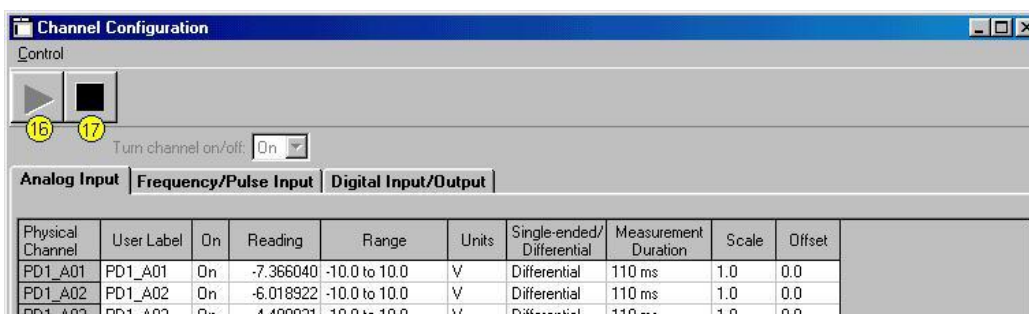 Channel Configuration
Control
16 17
Turn channel on/off: On
Analog Input Frequency/Pulse Input Digital Input/Output
Physical Channel User Label On Reading Range Units Single-ended/ Differential Measurement Duration Scale Offset
PD1_A01 PD1_A01 On -7.366040 -10.0 to 10.0 V Differential 110 ms 1.0 0.0
PD1_A02 PD1_A02 On -6.018922 -10.0 to 10.0 V Differential 110 ms 1.0 0.0